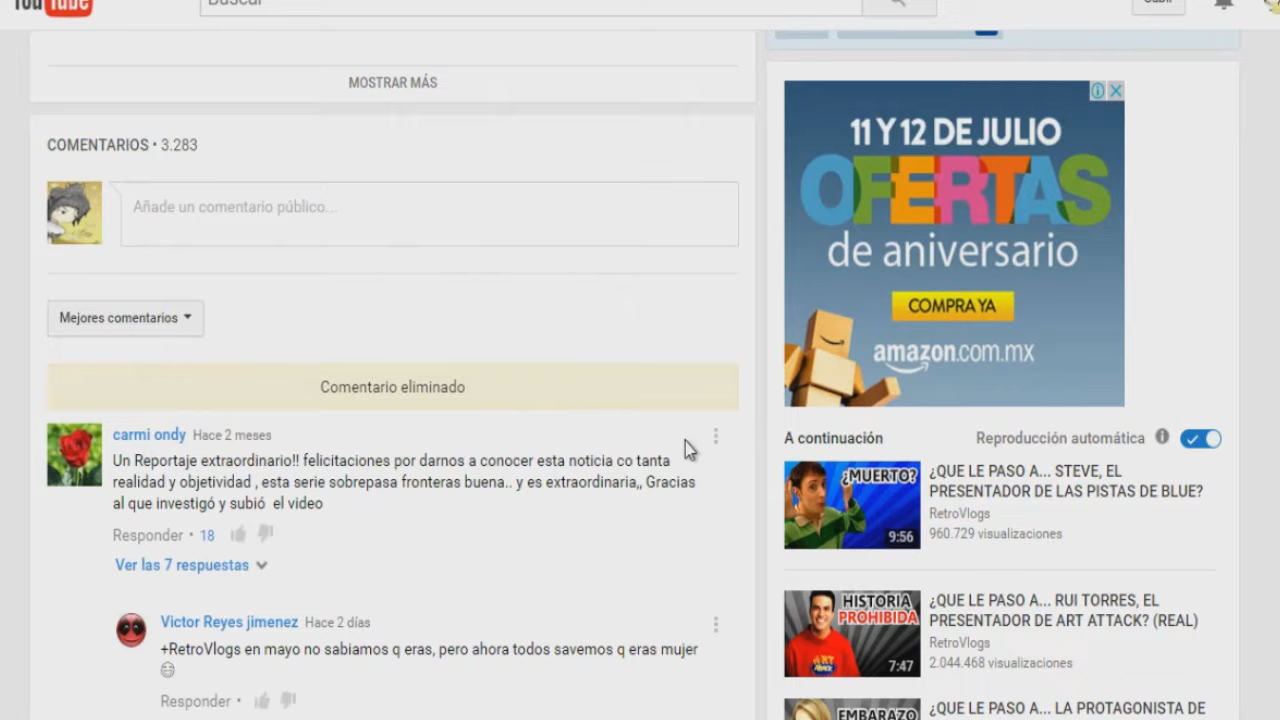 YouTube
Buscar
Subir
MOSTRAR MÁS
COMENTARIOS • 3.283
Añade un comentario público...
Mejores comentarios
Comentario eliminado
carmi ondy Hace 2 meses
Un Reportaje extraordinario!! felicitaciones por darnos a conocer esta noticia co tanta
realidad y objetividad , esta serie sobrepasa fronteras buena.. y es extraordinaria,, Gracias
al que investigó y subió el video
Responder • 18
Ver las 7 respuestas
Victor Reyes jimenez Hace 2 días
+RetroVlogs en mayo no sabiamos q eras, pero ahora todos savemos q eras mujer
😄
Responder •
11 Y 12 DE JULIO
OFERTAS
de aniversario
COMPRA YA
amazon.com.mx
A continuación Reproducción automática
¿MUERTO?
9:56
¿QUE LE PASO A... STEVE, EL
PRESENTADOR DE LAS PISTAS DE BLUE?
RetroVlogs
960.729 visualizaciones
HISTORIA
PROHIBIDA
ART ATTACK
7:47
¿QUE LE PASO A... RUI TORRES, EL
PRESENTADOR DE ART ATTACK? (REAL)
RetroVlogs
2.044.468 visualizaciones
EMBARAZO
¿QUE LE PASO A... LA PROTAGONISTA DE